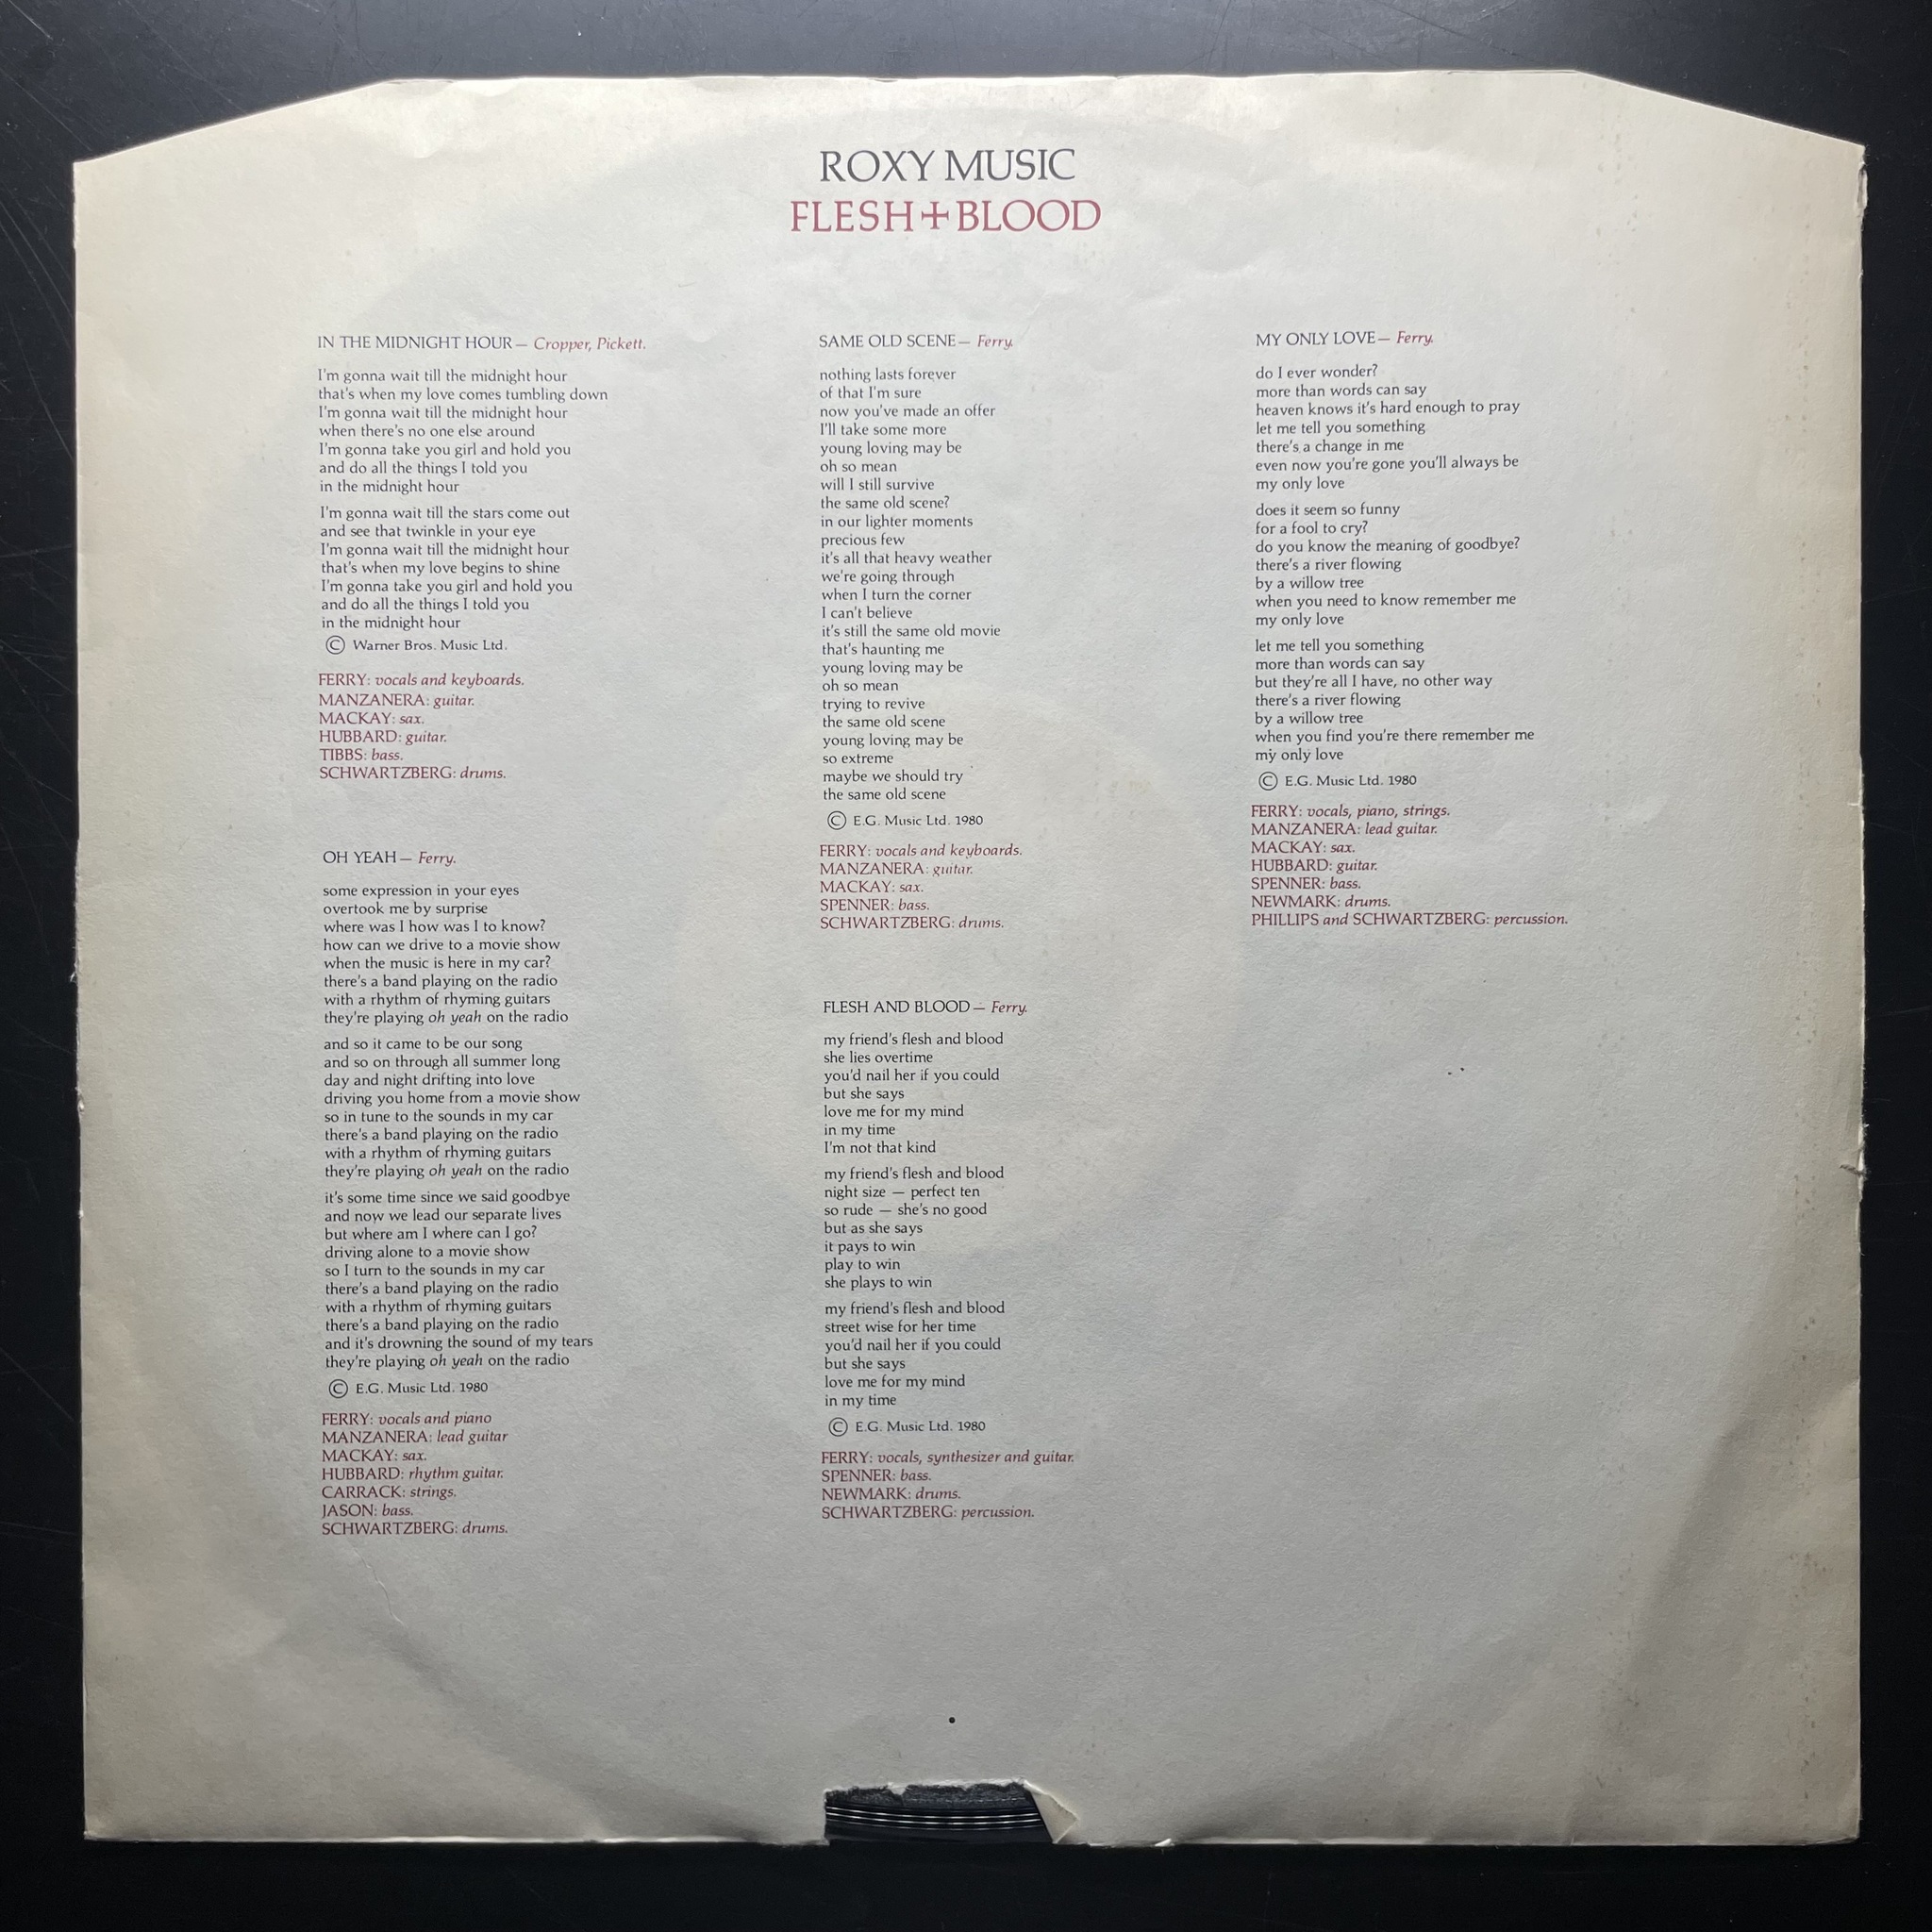 ROXY MUSIC
FLESH+BLOOD
IN THE MIDNIGHT HOUR — Cropper, Pickett.
I'm gonna wait till the midnight hour
that's when my love comes tumbling down
I'm gonna wait till the midnight hour
when there's no one else around
I'm gonna take you girl and hold you
and do all the things I told you
in the midnight hour
I'm gonna wait till the stars come out
and see that twinkle in your eye
I'm gonna wait till the midnight hour
that's when my love begins to shine
I'm gonna take you girl and hold you
and do all the things I told you
in the midnight hour
© Warner Bros. Music Ltd.
FERRY: vocals and keyboards.
MANZANERA: guitar.
MACKAY: sax.
HUBBARD: guitar.
TIBBS: bass.
SCHWARTZBERG: drums.
OH YEAH — Ferry.
some expression in your eyes
overtook me by surprise
where was I how was I to know?
how can we drive to a movie show
when the music is here in my car?
there's a band playing on the radio
with a rhythm of rhyming guitars
they're playing oh yeah on the radio
and so it came to be our song
and so on through all summer long
day and night drifting into love
driving you home from a movie show
so in tune to the sounds in my car
there's a band playing on the radio
with a rhythm of rhyming guitars
they're playing oh yeah on the radio
it's some time since we said goodbye
and now we lead our separate lives
but where am I where can I go?
driving alone to a movie show
so I turn to the sounds in my car
there's a band playing on the radio
with a rhythm of rhyming guitars
there's a band playing on the radio
and it's drowning the sound of my tears
they're playing oh yeah on the radio
© E.G. Music Ltd. 1980
FERRY: vocals and piano
MANZANERA: lead guitar
MACKAY: sax.
HUBBARD: rhythm guitar.
CARRACK: strings.
JASON: bass.
SCHWARTZBERG: drums.
SAME OLD SCENE — Ferry.
nothing lasts forever
of that I'm sure
now you've made an offer
I'll take some more
young loving may be
oh so mean
will I still survive
the same old scene?
in our lighter moments
precious few
it's all that heavy weather
we're going through
when I turn the corner
I can't believe
it's still the same old movie
that's haunting me
young loving may be
oh so mean
trying to revive
the same old scene
young loving may be
so extreme
maybe we should try
the same old scene
© E.G. Music Ltd. 1980
FERRY: vocals and keyboards.
MANZANERA: guitar.
MACKAY: sax.
SPENNER: bass.
SCHWARTZBERG: drums.
FLESH AND BLOOD — Ferry.
my friend's flesh and blood
she lies overtime
you'd nail her if you could
but she says
love me for my mind
in my time
I'm not that kind
my friend's flesh and blood
night size — perfect ten
so rude — she's no good
but as she says
it pays to win
play to win
she plays to win
my friend's flesh and blood
street wise for her time
you'd nail her if you could
but she says
love me for my mind
in my time
© E.G. Music Ltd. 1980
FERRY: vocals, synthesizer and guitar.
SPENNER: bass.
NEWMARK: drums.
SCHWARTZBERG: percussion.
MY ONLY LOVE — Ferry.
do I ever wonder?
more than words can say
heaven knows it's hard enough to pray
let me tell you something
there's a change in me
even now you're gone you'll always be
my only love
does it seem so funny
for a fool to cry?
do you know the meaning of goodbye?
there's a river flowing
by a willow tree
when you need to know remember me
my only love
let me tell you something
more than words can say
but they're all I have, no other way
there's a river flowing
by a willow tree
when you find you're there remember me
my only love
© E.G. Music Ltd. 1980
FERRY: vocals, piano, strings.
MANZANERA: lead guitar.
MACKAY: sax.
HUBBARD: guitar.
SPENNER: bass.
NEWMARK: drums.
PHILLIPS and SCHWARTZBERG: percussion.